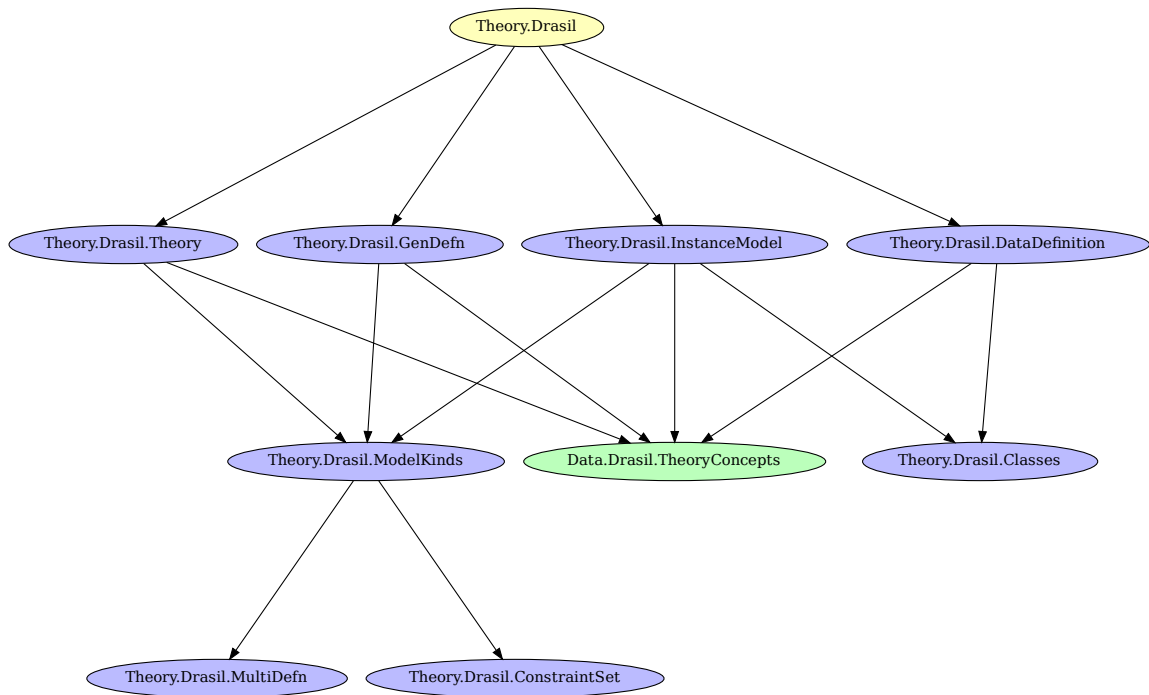 Theory.Drasil
Theory.Drasil.Theory
Theory.Drasil.GenDefn
Theory.Drasil.InstanceModel
Theory.Drasil.DataDefinition
Theory.Drasil.ModelKinds
Data.Drasil.TheoryConcepts
Theory.Drasil.Classes
Theory.Drasil.MultiDefn
Theory.Drasil.ConstraintSet